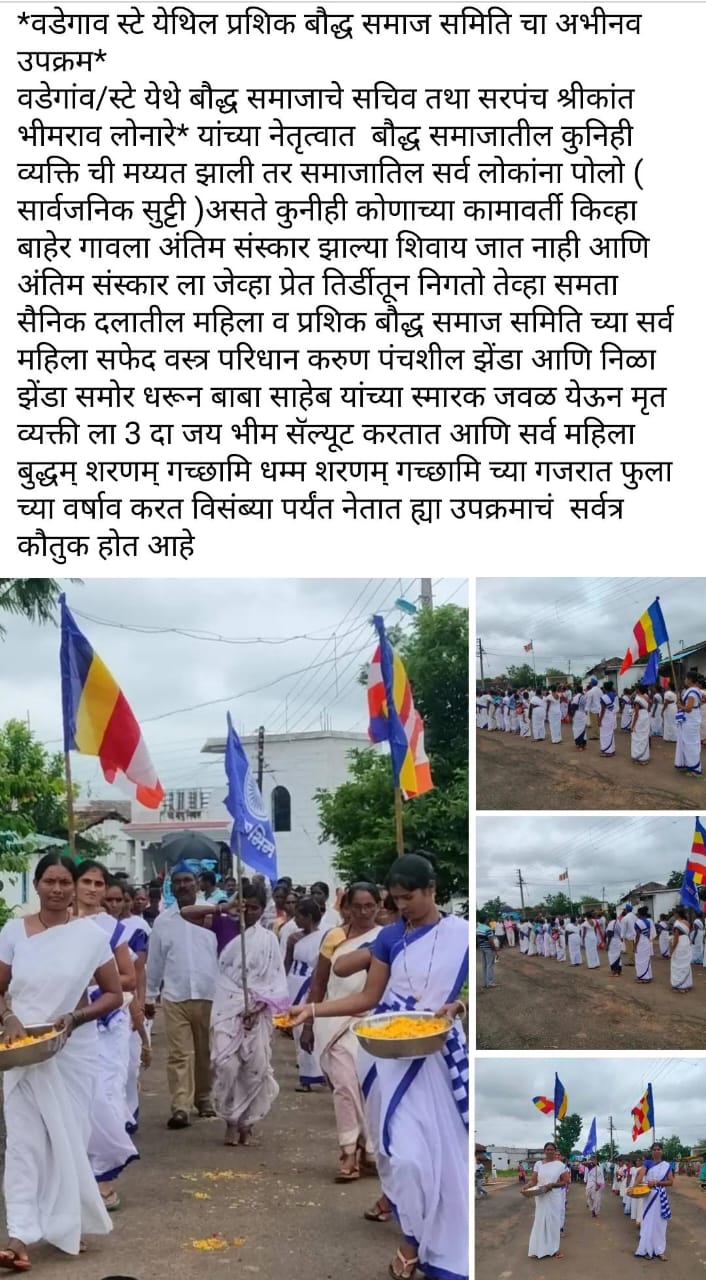 *वडेगाव स्टे येथिल प्रशिक बौद्ध समाज समिति चा अभीनव
उपक्रम*
वडेगांव/स्टे येथे बौद्ध समाजाचे सचिव तथा सरपंच श्रीकांत
भीमराव लोनारे* यांच्या नेतृत्वात बौद्ध समाजातील कुनिही
व्यक्ति ची मय्यत झाली तर समाजातिल सर्व लोकांना पोलो (
सार्वजनिक सुट्टी )असते कुनीही कोणाच्या कामावर्ती किव्हा
बाहेर गावला अंतिम संस्कार झाल्या शिवाय जात नाही आणि
अंतिम संस्कार ला जेव्हा प्रेत तिर्डीतून निगतो तेव्हा समता
सैनिक दलातील महिला व प्रशिक बौद्ध समाज समिति च्या सर्व
महिला सफेद वस्त्र परिधान करुण पंचशील झेंडा आणि निळा
झेंडा समोर धरून बाबा साहेब यांच्या स्मारक जवळ येऊन मृत
व्यक्ती ला 3 दा जय भीम सॅल्यूट करतात आणि सर्व महिला
बुद्धम् शरणम् गच्छामि धम्म शरणम् गच्छामि च्या गजरात फुला
च्या वर्षाव करत विसंब्या पर्यंत नेतात ह्या उपक्रमाचं सर्वत्र
कौतुक होत आहे